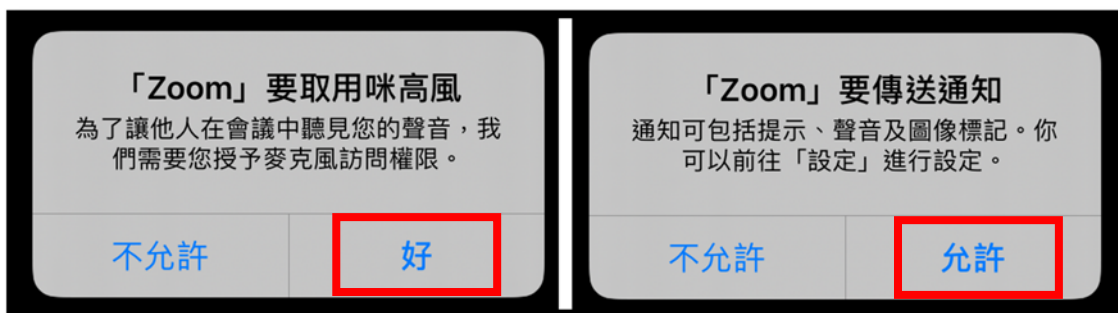 「Zoom」要取用咪高風
為了讓他人在會議中聽見您的聲音，我
們需要您授予麥克風訪問權限。
不允許
好
「Zoom」要傳送通知
通知可包括提示、聲音及圖像標記。你
可以前往「設定」進行設定。
不允許
允許